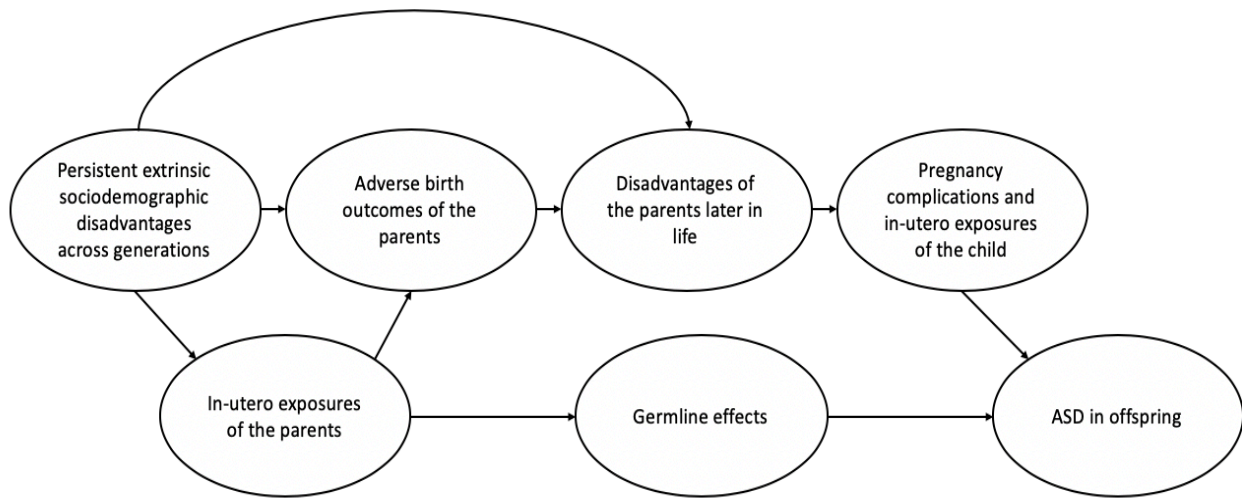 Persistent extrinsic
sociodemographic
disadvantages
across generations
Adverse birth
outcomes of the
parents
Disadvantages of
the parents later in
life
Pregnancy
complications and
in-utero exposures
of the child
In-utero exposures
of the parents
Germline effects
ASD in offspring